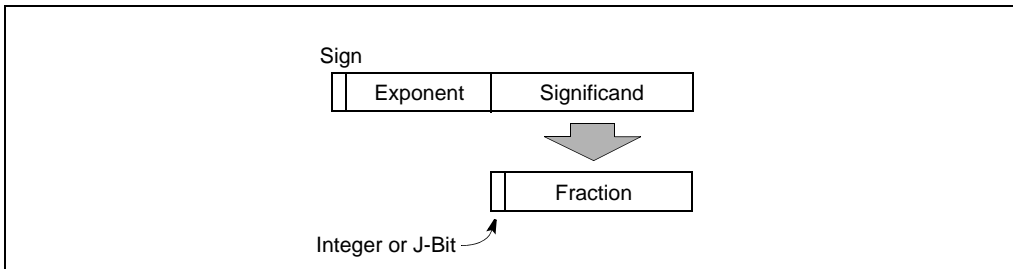 Sign
Exponent Significand
Fraction
Integer or J-Bit